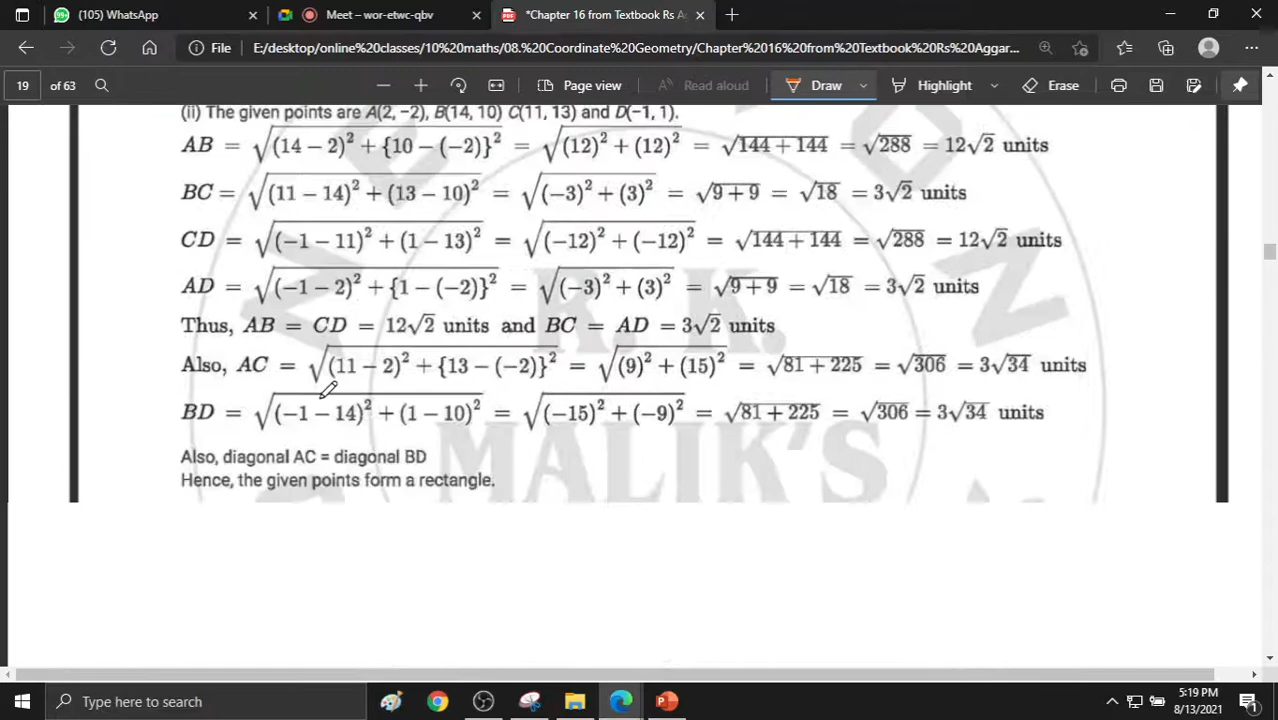 (105) WhatsApp
Meet – wor-etwc-qbv
*Chapter 16 from Textbook Rs Ag
File E:/desktop/online%20classes/10%20maths/08.%20Coordinate%20Geometry/Chapter%2016%20from%20Textbook%20Rs%20Aggar...
19 of 63 Page view Read aloud Draw Highlight Erase
(ii) The given points are A(2, −2), B(14, 10) C(11, 13) and D(−1, 1).
AB = √(14 − 2)² + {10 − (−2)}² = √(12)² + (12)² = √144 + 144 = √288 = 12√2 units
BC = √(11 − 14)² + (13 − 10)² = √(−3)² + (3)² = √9 + 9 = √18 = 3√2 units
CD = √(−1 − 11)² + (1 − 13)² = √(−12)² + (−12)² = √144 + 144 = √288 = 12√2 units
AD = √(−1 − 2)² + {1 − (−2)}² = √(−3)² + (3)² = √9 + 9 = √18 = 3√2 units
Thus, AB = CD = 12√2 units and BC = AD = 3√2 units
Also, AC = √(11 − 2)² + {13 − (−2)}² = √(9)² + (15)² = √81 + 225 = √306 = 3√34 units
BD = √(−1 − 14)² + (1 − 10)² = √(−15)² + (−9)² = √81 + 225 = √306 = 3√34 units
Also, diagonal AC = diagonal BD
Hence, the given points form a rectangle.
R. K.
MALIK'S
Type here to search
5:19 PM
8/13/2021